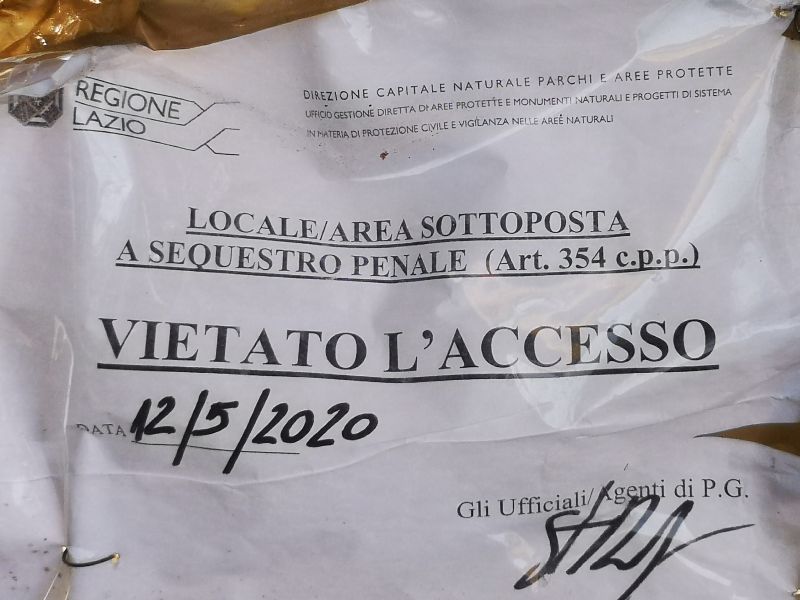 REGIONE
LAZIO
DIREZIONE CAPITALE NATURALE PARCHI E AREE PROTETTE
UFFICIO GESTIONE DIRETTA DI AREE PROTETTE E MONUMENTI NATURALI E PROGETTI DI SISTEMA
IN MATERIA DI PROTEZIONE CIVILE E VIGILANZA NELLE AREE NATURALI
LOCALE/AREA SOTTOPOSTA
A SEQUESTRO PENALE (Art. 354 c.p.p.)
VIETATO L'ACCESSO
DATA 12/5/2020
Gli Ufficiali/Agenti di P.G.